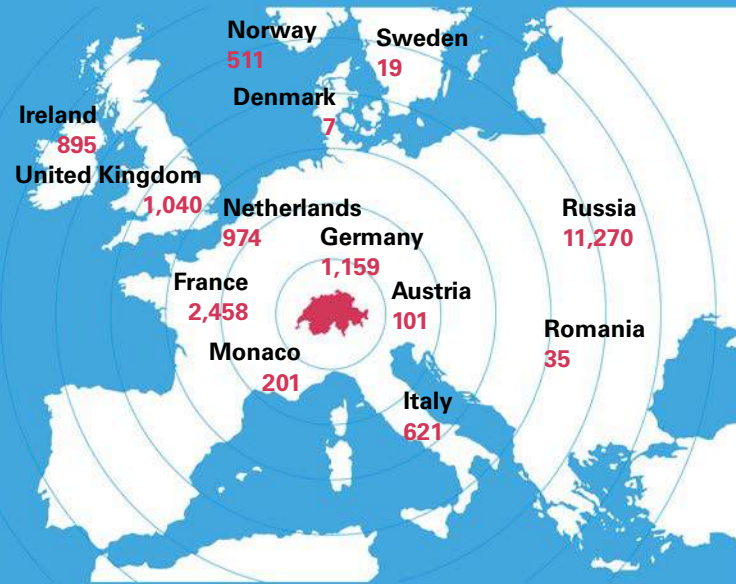 Norway
511
Sweden
19
Denmark
7
Ireland
895
United Kingdom
1,040
Netherlands
974
Germany
1,159
Russia
11,270
France
2,458
Austria
101
Romania
35
Monaco
201
Italy
621